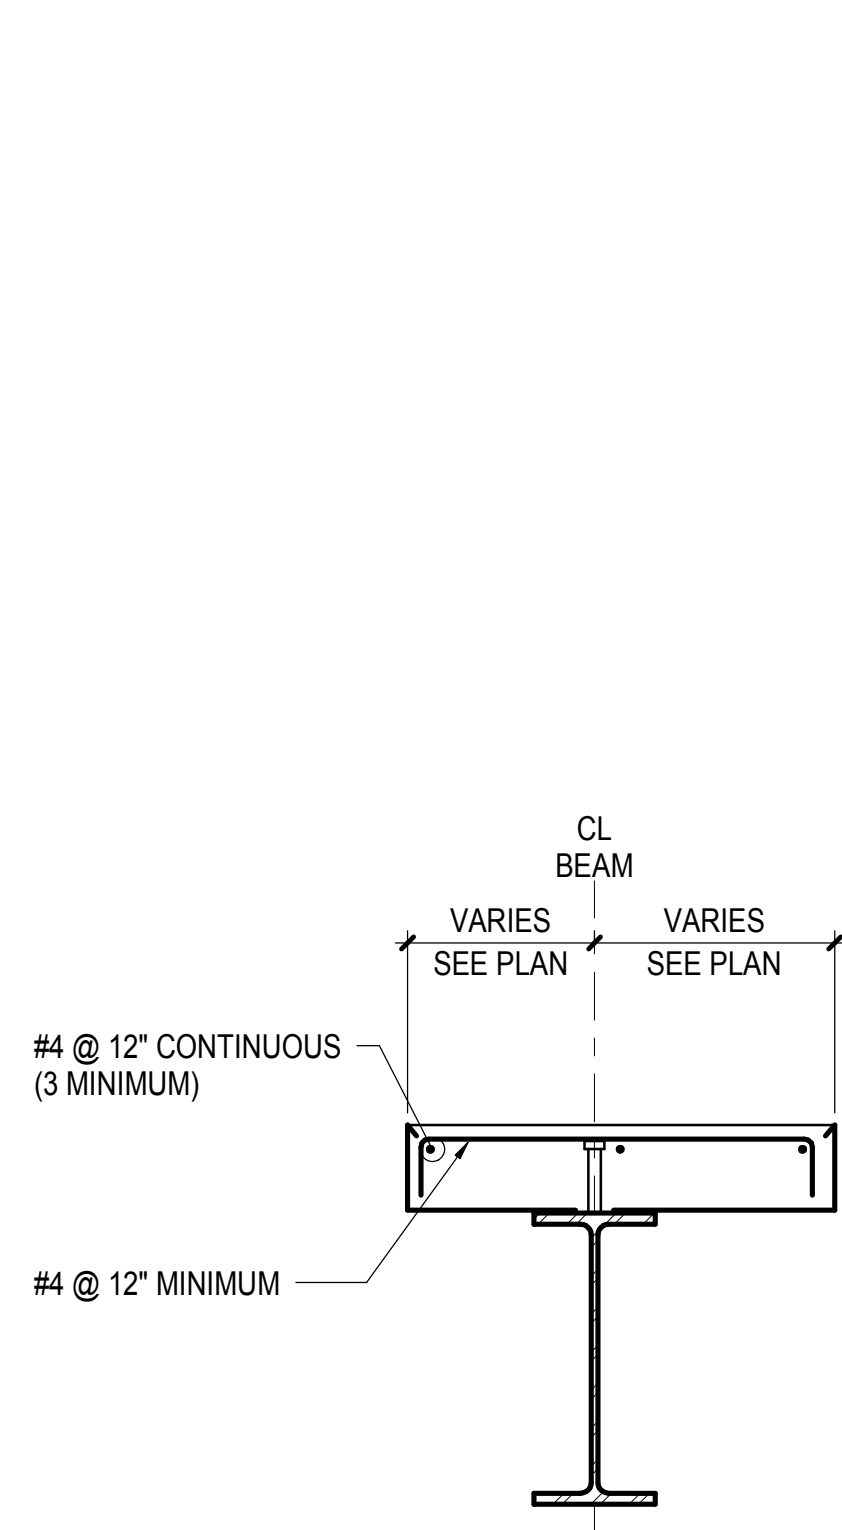 CL
BEAM
VARIES
SEE PLAN
VARIES
SEE PLAN
#4 @ 12" CONTINUOUS
(3 MINIMUM)
#4 @ 12" MINIMUM